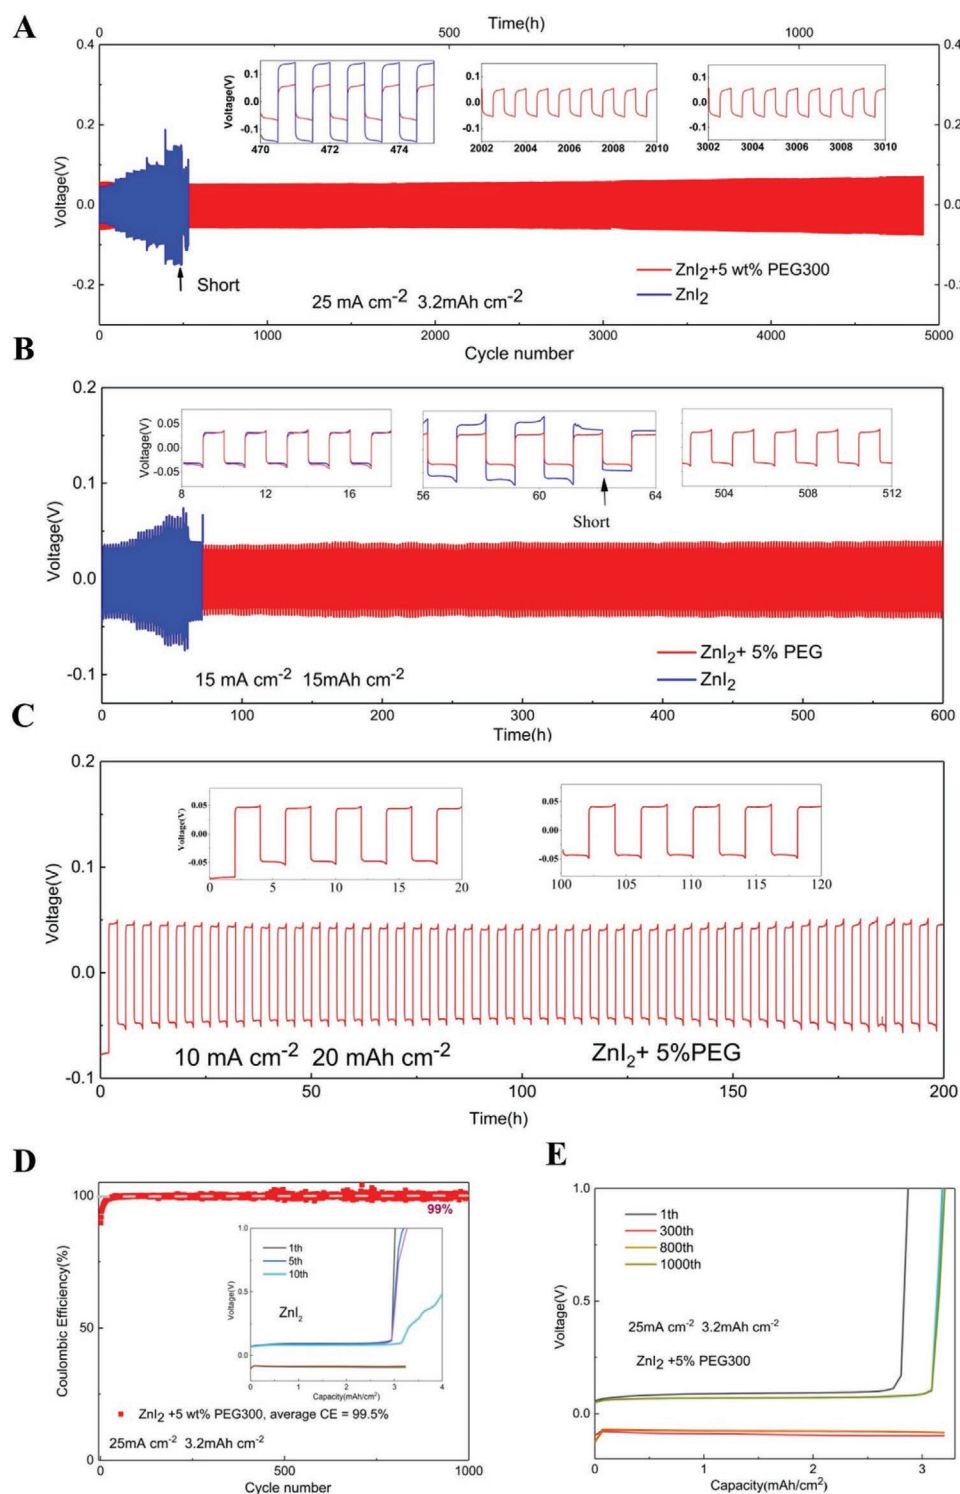 A
Time(h)
0 500 1000
0.4 0.2 0.0 -0.2
Voltage(V)
0.4 0.2 0.0 -0.2
Voltage(V)
0.1 0.0 -0.1
470 472 474
0.1 0.0 -0.1
2002 2004 2006 2008 2010
0.1 0.0 -0.1
3002 3004 3006 3008 3010
Short
ZnI2+5 wt% PEG300
ZnI2
25 mA cm-2 3.2mAh cm-2
0 1000 2000 3000 4000 5000
Cycle number
B
0.2 0.1 0.0 -0.1
Voltage(V)
Voltage(V)
0.05 0.00 -0.05
8 12 16
56 60 64
Short
504 508 512
ZnI2+ 5% PEG
ZnI2
15 mA cm-2 15mAh cm-2
0 100 200 300 400 500 600
Time(h)
C
0.2 0.1 0.0 -0.1
Voltage(V)
Voltage(V)
0.05 0.00 -0.05
0 5 10 15 20
0.05 0.00 -0.05
100 105 108 112 116 120
10 mA cm-2 20 mAh cm-2
ZnI2+ 5%PEG
0 50 100 150 200
Time(h)
D
100 50 0
Coulombic Efficiency(%)
99%
1.0 0.5 0.0
Voltage(V)
1th
5th
10th
ZnI2
0 1 2 3 4
Capacity(mAh/cm2)
ZnI2 +5 wt% PEG300, average CE = 99.5%
25mA cm-2 3.2mAh cm-2
0 500 1000
Cycle number
E
1.0 0.5 0.0
Voltage(V)
1th
300th
800th
1000th
25mA cm-2 3.2mAh cm-2
ZnI2 +5% PEG300
0 1 2 3
Capacity(mAh/cm2)